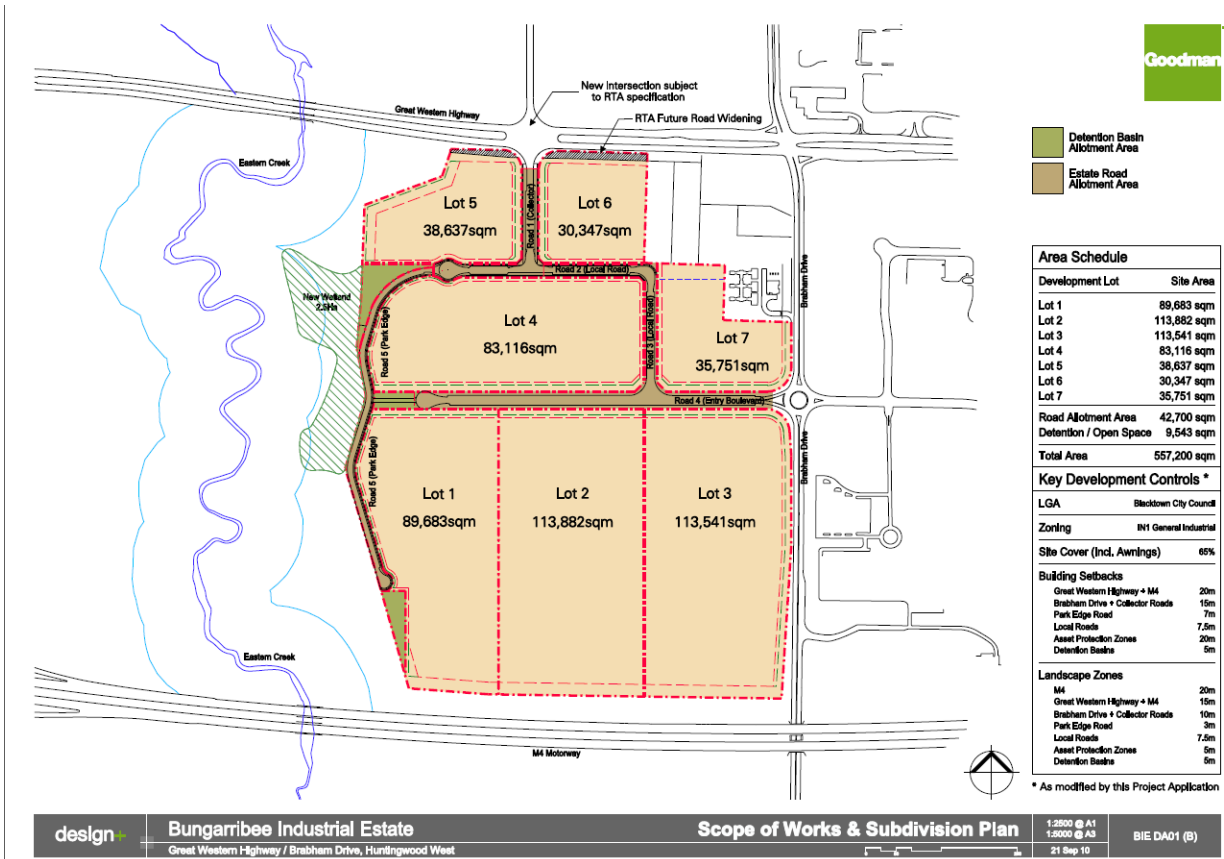 Goodman
New Intersection subject
to RTA specification
RTA Future Road Widening
Great Western Highway
Eastern Creek
Detention Basin
Allotment Area
Estate Road
Allotment Area
Lot 5
38,637sqm
Road 1 (Collector)
Lot 6
30,347sqm
Road 2 (Local Road)
New Wetland
2.5Ha
Road 5 (Park Edge)
Lot 4
83,116sqm
Road 3 (Local Road)
Lot 7
35,751sqm
Brabham Drive
Road 4 (Entry Boulevard)
Road 5 (Park Edge)
Lot 1
89,683sqm
Lot 2
113,882sqm
Lot 3
113,541sqm
Brabham Drive
Eastern Creek
M4 Motorway
Area Schedule
Development Lot Site Area
Lot 1 89,683 sqm
Lot 2 113,882 sqm
Lot 3 113,541 sqm
Lot 4 83,116 sqm
Lot 5 38,637 sqm
Lot 6 30,347 sqm
Lot 7 35,751 sqm
Road Allotment Area 42,700 sqm
Detention / Open Space 9,543 sqm
Total Area 557,200 sqm
Key Development Controls *
LGA Blacktown City Council
Zoning IN1 General Industrial
Site Cover (Incl. Awnings) 65%
Building Setbacks
Great Western Highway + M4 20m
Brabham Drive + Collector Roads 15m
Park Edge Road 7m
Local Roads 7.5m
Asset Protection Zones 20m
Detention Basins 5m
Landscape Zones
M4 20m
Great Western Highway + M4 15m
Brabham Drive + Collector Roads 10m
Park Edge Road 3m
Local Roads 7.5m
Asset Protection Zones 5m
Detention Basins 5m
* As modified by this Project Application
design+
Bungarribee Industrial Estate
Great Western Highway / Brabham Drive, Huntingwood West
Scope of Works & Subdivision Plan
1:2500 @ A1
1:5000 @ A3
21 Sep 10
BIE DA01 (B)